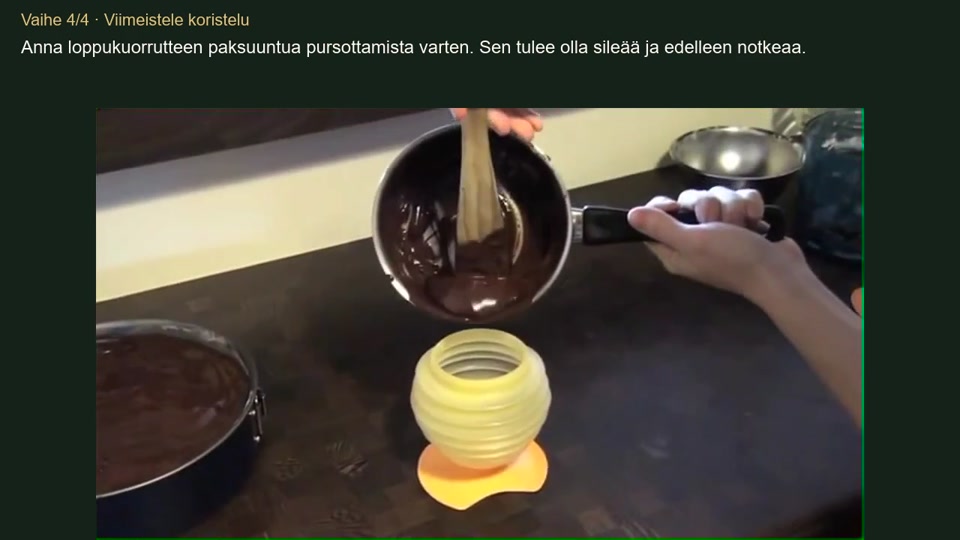 Vaihe 4/4 · Viimeistele koristelu
Anna loppukuorrutteen paksuuntua pursottamista varten. Sen tulee olla sileää ja edelleen notkeaa.